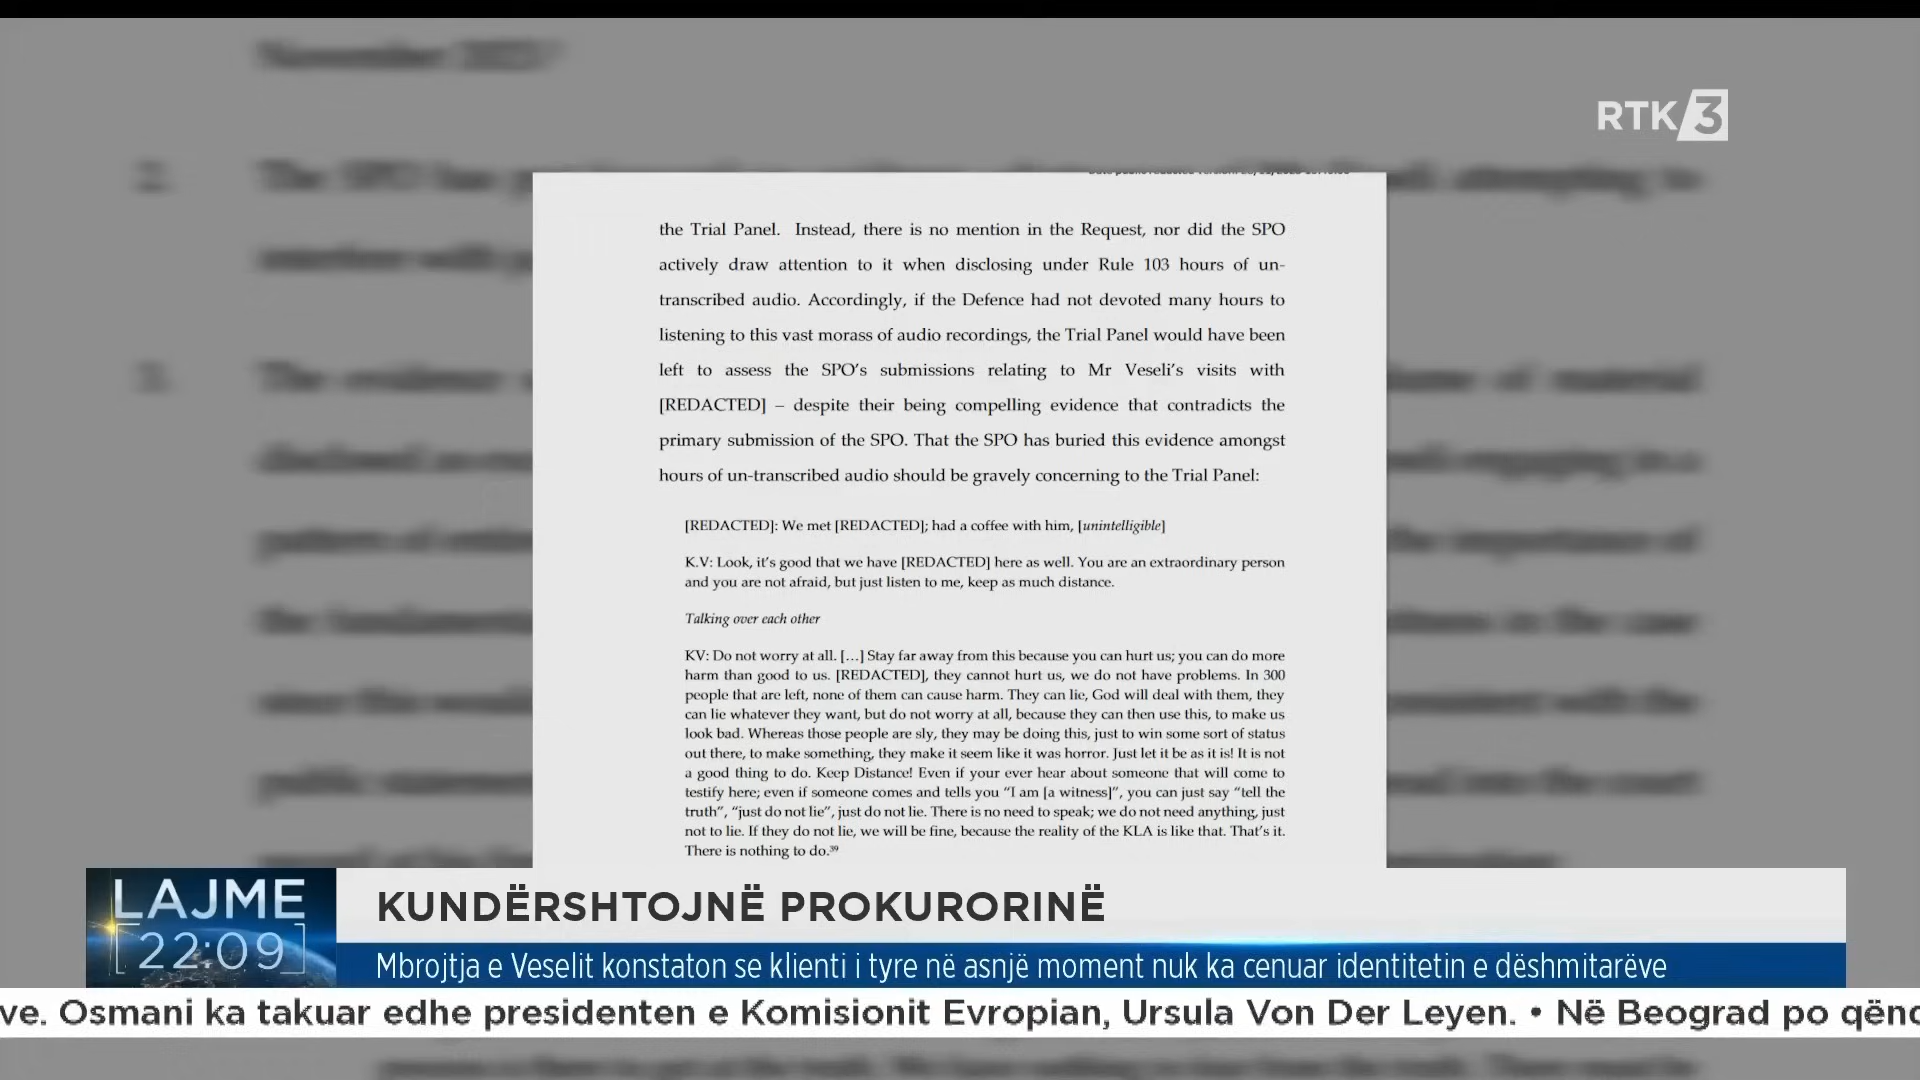 November
RTK 3
2. The SPO has
attempting to
interfere with
the Trial Panel. Instead, there is no mention in the Request, nor did the SPO
actively draw attention to it when disclosing under Rule 103 hours of un-
transcribed audio. Accordingly, if the Defence had not devoted many hours to
listening to this vast morass of audio recordings, the Trial Panel would have been
left to assess the SPO's submissions relating to Mr Veseli's visits with
[REDACTED] – despite their being compelling evidence that contradicts the
primary submission of the SPO. That the SPO has buried this evidence amongst
hours of un-transcribed audio should be gravely concerning to the Trial Panel:
[REDACTED]: We met [REDACTED]; had a coffee with him, [unintelligible]
K.V: Look, it's good that we have [REDACTED] here as well. You are an extraordinary person
and you are not afraid, but just listen to me, keep as much distance.
Talking over each other
KV: Do not worry at all. […] Stay far away from this because you can hurt us; you can do more
harm than good to us. [REDACTED], they cannot hurt us, we do not have problems. In 300
people that are left, none of them can cause harm. They can lie, God will deal with them, they
can lie whatever they want, but do not worry at all, because they can then use this, to make us
look bad. Whereas those people are sly, they may be doing this, just to win some sort of status
out there, to make something, they make it seem like it was horror. Just let it be as it is! It is not
a good thing to do. Keep Distance! Even if your ever hear about someone that will come to
testify here; even if someone comes and tells you "I am [a witness]", you can just say "tell the
truth", "just do not lie", just do not lie. There is no need to speak; we do not need anything, just
not to lie. If they do not lie, we will be fine, because the reality of the KLA is like that. That's it.
There is nothing to do.³⁹
LAJME
[22:09]
KUNDËRSHTOJNË PROKURORINË
Mbrojtja e Veselit konstaton se klienti i tyre në asnjë moment nuk ka cenuar identitetin e dëshmitarëve
ve. Osmani ka takuar edhe presidenten e Komisionit Evropian, Ursula Von Der Leyen. • Në Beograd po qënd